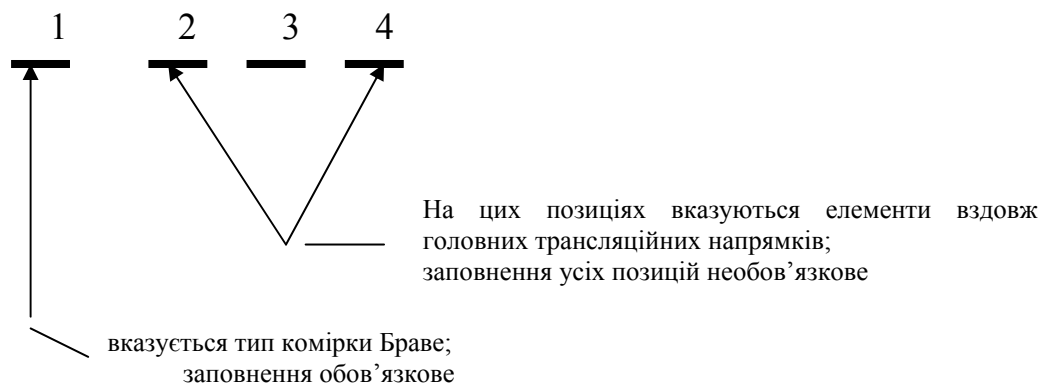 1 2 3 4
На цих позиціях вказуються елементи вздовж
головних трансляційних напрямків;
заповнення усіх позицій необов’язкове
вказується тип комірки Браве;
заповнення обов’язкове